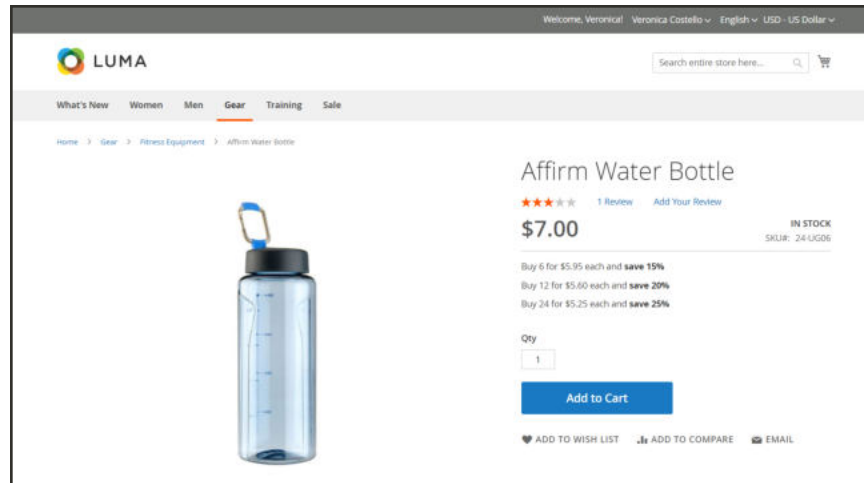 Welcome, Veronica! Veronica Costello English USD - US Dollar
LUMA
Search entire store here...
What's New Women Men Gear Training Sale
Home > Gear > Fitness Equipment > Affirm Water Bottle
Affirm Water Bottle
1 Review Add Your Review
$7.00
IN STOCK
SKU#: 24-UG06
Buy 6 for $5.95 each and save 15%
Buy 12 for $5.60 each and save 20%
Buy 24 for $5.25 each and save 25%
Qty
1
Add to Cart
ADD TO WISH LIST ADD TO COMPARE EMAIL